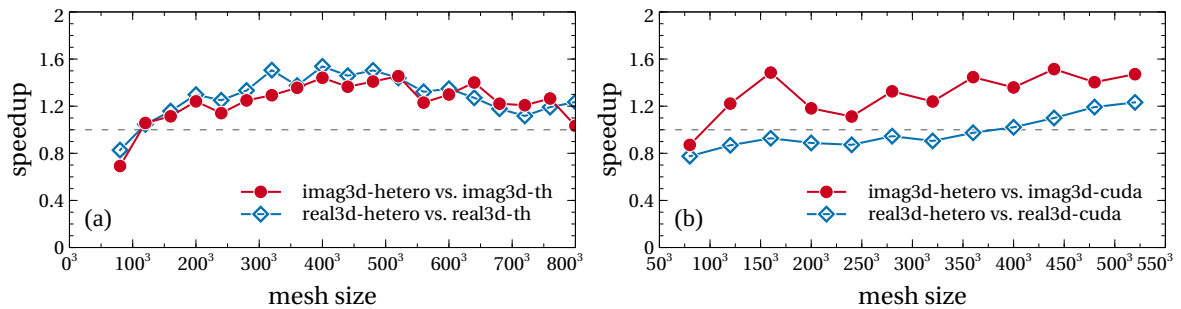 2
1.6
1.2
0.8
0.4
0
speedup
imag3d-hetero vs. imag3d-th
real3d-hetero vs. real3d-th
(a)
0³ 100³ 200³ 300³ 400³ 500³ 600³ 700³ 800³
mesh size
2
1.6
1.2
0.8
0.4
0
speedup
imag3d-hetero vs. imag3d-cuda
real3d-hetero vs. real3d-cuda
(b)
50³ 100³ 150³ 200³ 250³ 300³ 350³ 400³ 450³ 500³ 550³
mesh size